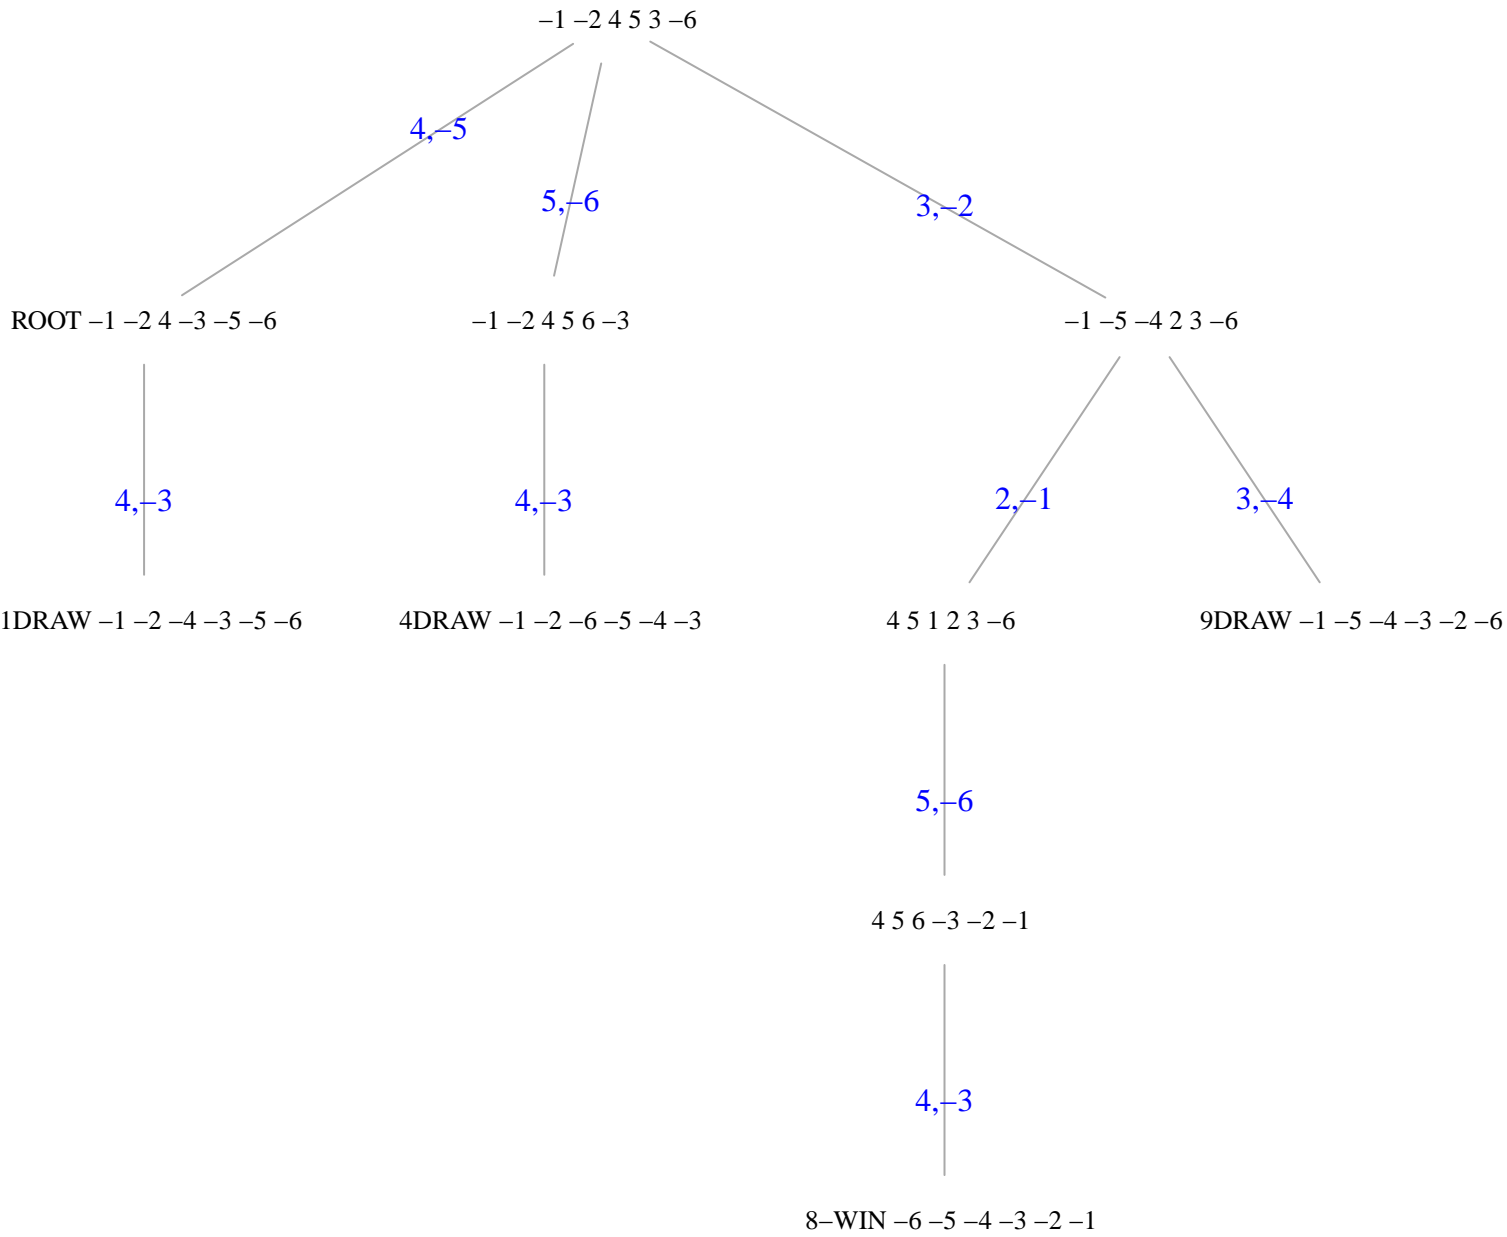 –1 –2 4 5 3 –6
4,–5
5,–6
3,–2
ROOT –1 –2 4 –3 –5 –6
–1 –2 4 5 6 –3
–1 –5 –4 2 3 –6
4,–3
4,–3
2,–1
3,–4
1DRAW –1 –2 –4 –3 –5 –6
4DRAW –1 –2 –6 –5 –4 –3
4 5 1 2 3 –6
9DRAW –1 –5 –4 –3 –2 –6
5,–6
4 5 6 –3 –2 –1
4,–3
8–WIN –6 –5 –4 –3 –2 –1